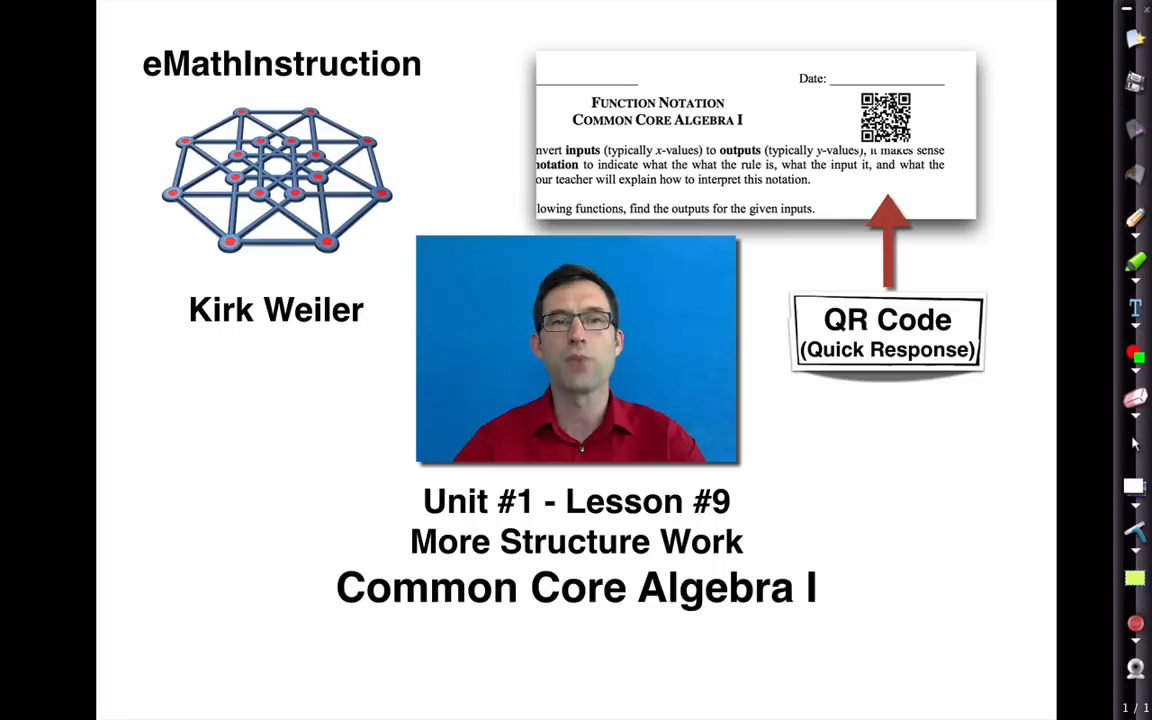 eMathInstruction
Date:
FUNCTION NOTATION
COMMON CORE ALGEBRA I
nvert inputs (typically x-values) to outputs (typically y-values), it makes sense
notation to indicate what the what the rule is, what the input it, and what the
our teacher will explain how to interpret this notation.
lowing functions, find the outputs for the given inputs.
Kirk Weiler
QR Code
(Quick Response)
Unit #1 - Lesson #9
More Structure Work
Common Core Algebra I
T
1 / 1